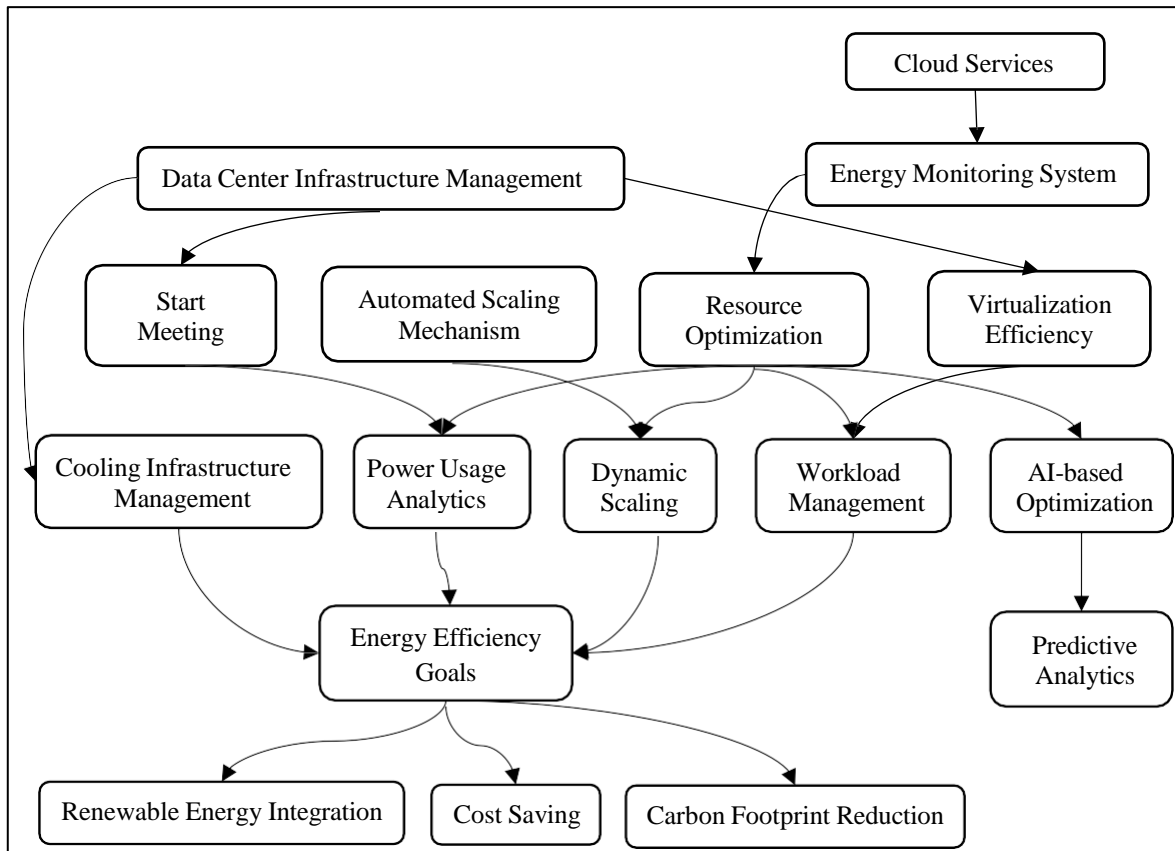 Cloud Services
Data Center Infrastructure Management
Energy Monitoring System
Start
Meeting
Automated Scaling
Mechanism
Resource
Optimization
Virtualization
Efficiency
Cooling Infrastructure
Management
Power Usage
Analytics
Dynamic
Scaling
Workload
Management
AI-based
Optimization
Energy Efficiency
Goals
Predictive
Analytics
Renewable Energy Integration
Cost Saving
Carbon Footprint Reduction